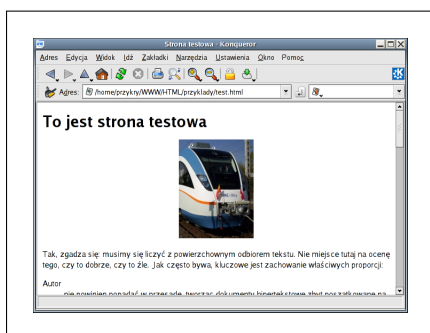 Strona testowa - Konqueror
Adres Edycja Widok Idź Zakładki Narzędzia Ustawienia Okno Pomoc
Adres: /home/przykry/WWW/HTML/przyklady/test.html
To jest strona testowa
Tak, zgadza się: musimy się liczyć z powierzchownym odbiorem tekstu. Nie miejsce tutaj na ocenę
tego, czy to dobrze, czy to źle. Jak często bywa, kluczowe jest zachowanie właściwych proporcji:
Autor
nie powinien popadać w przesadę, tworząc dokumenty hipertekstowe zbyt poszatkowane na